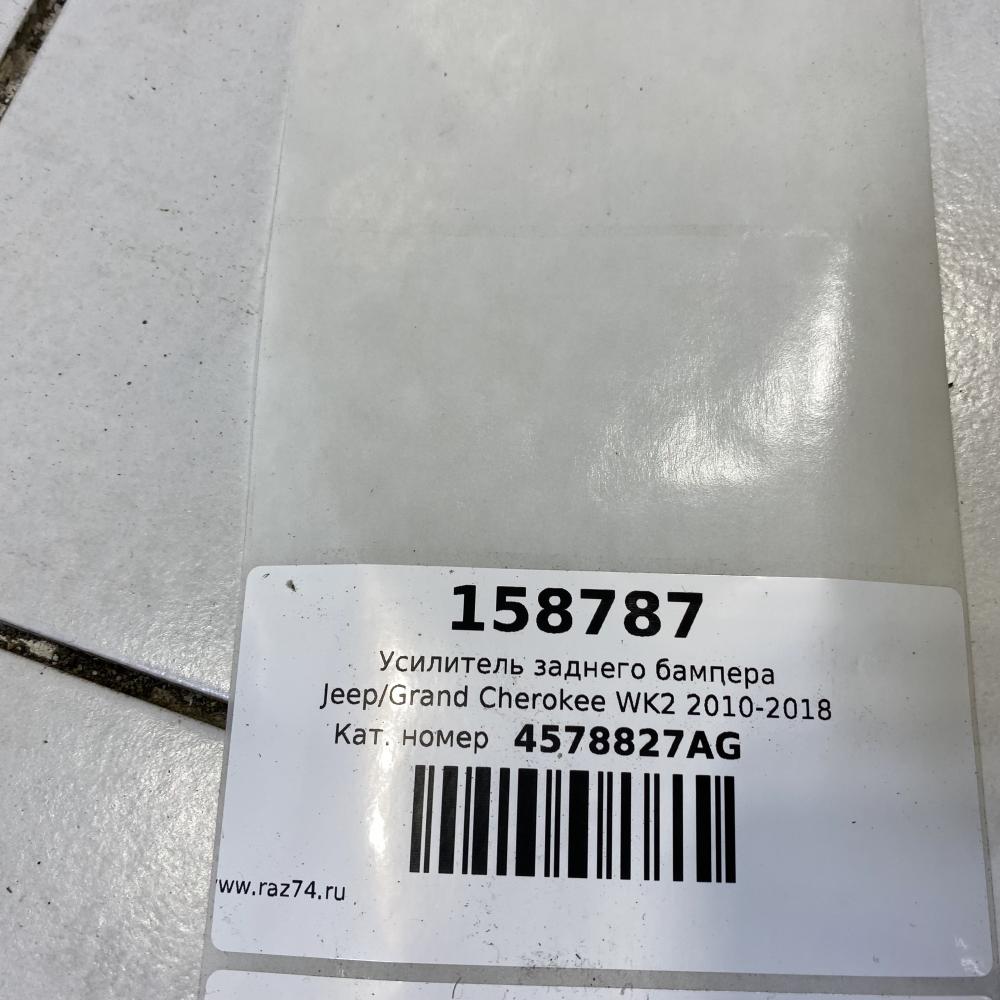 158787
Усилитель заднего бампера
Jeep/Grand Cherokee WK2 2010-2018
Кат. номер 4578827AG
www.raz74.ru